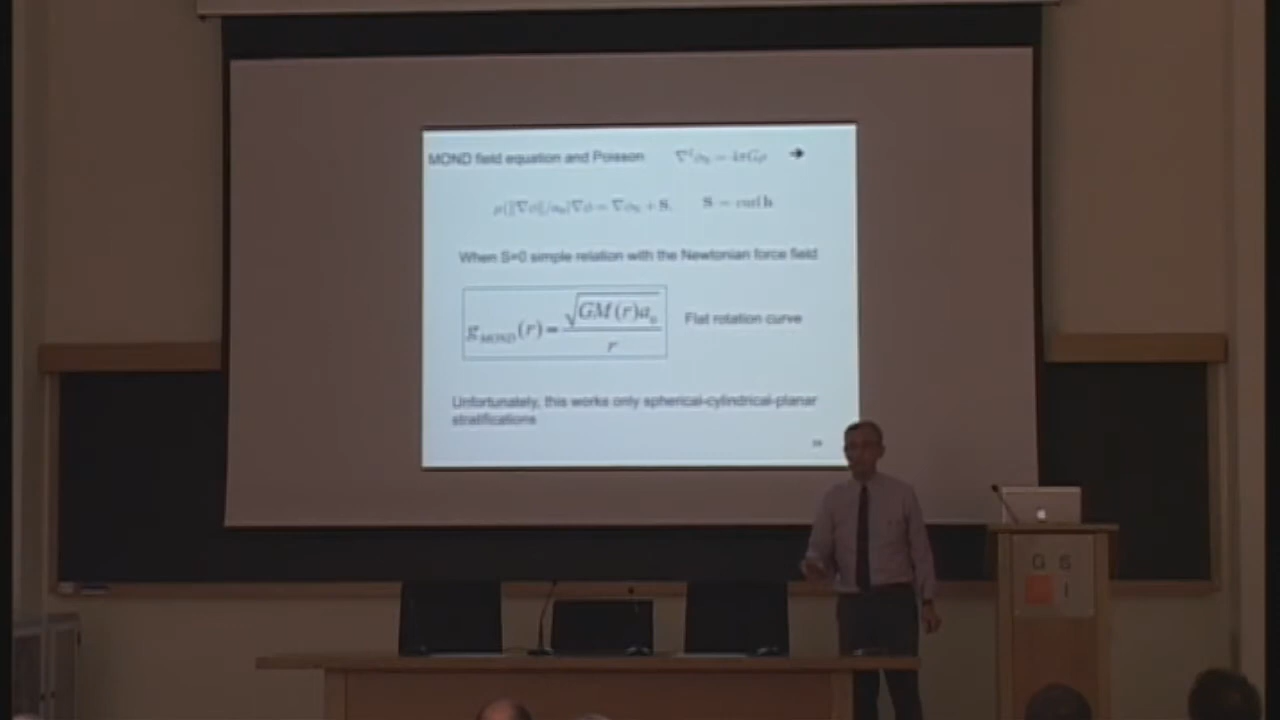 MOND field equation and Poisson ∇²φ_N = 4πGρ ➔
μ(||∇φ||/a₀)∇φ = ∇φ_N + S, S = curl h
When S=0 simple relation with the Newtonian force field
g_MOND(r) = √(GM(r)a₀) / r Flat rotation curve
Unfortunately, this works only spherical-cylindrical-planar
stratifications
G S
I